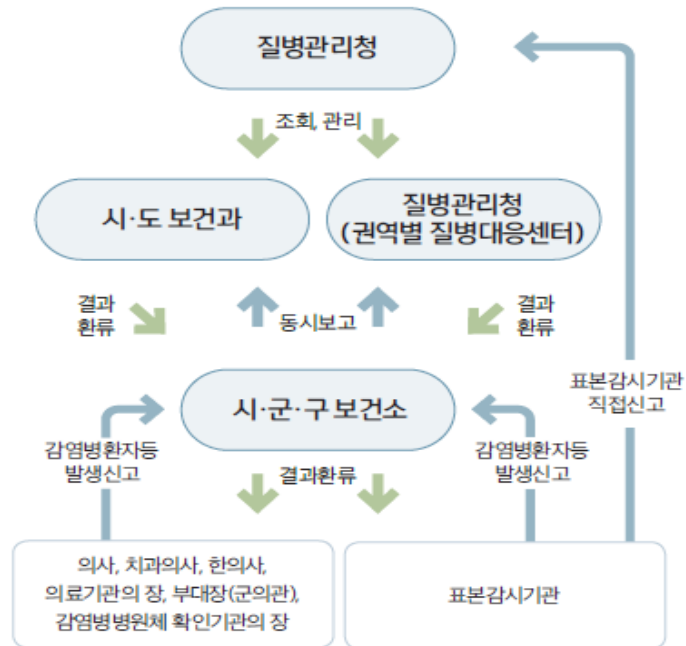 질병관리청
조회, 관리
시·도 보건과
질병관리청
(권역별 질병대응센터)
결과
환류
동시보고
결과
환류
표본감시기관
직접신고
시·군·구 보건소
감염병환자등
발생신고
결과환류
감염병환자등
발생신고
의사, 치과의사, 한의사,
의료기관의 장, 부대장(군의관),
감염병병원체 확인기관의 장
표본감시기관